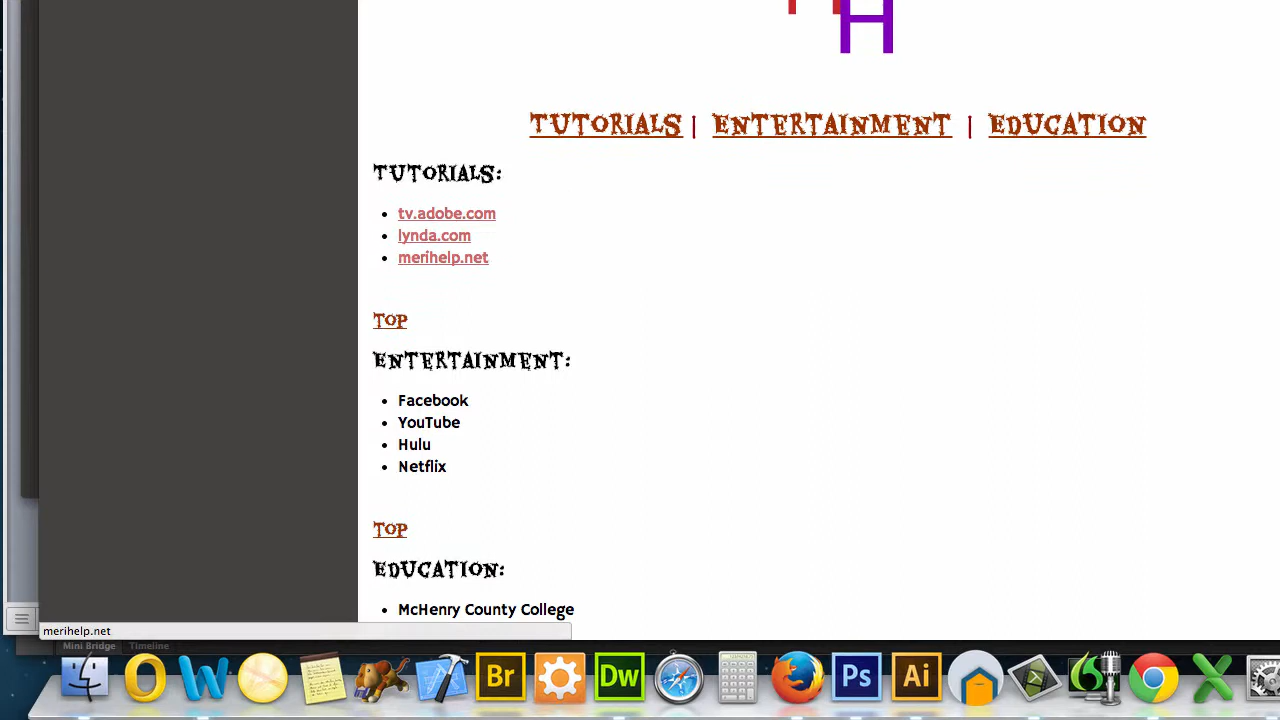 H
TUTORIALS | ENTERTAINMENT | EDUCATION
TUTORIALS:
tv.adobe.com
lynda.com
merihelp.net
TOP
ENTERTAINMENT:
Facebook
YouTube
Hulu
Netflix
TOP
EDUCATION:
McHenry County College
merihelp.net
Mini Bridge Timeline
Br Dw Ps Ai